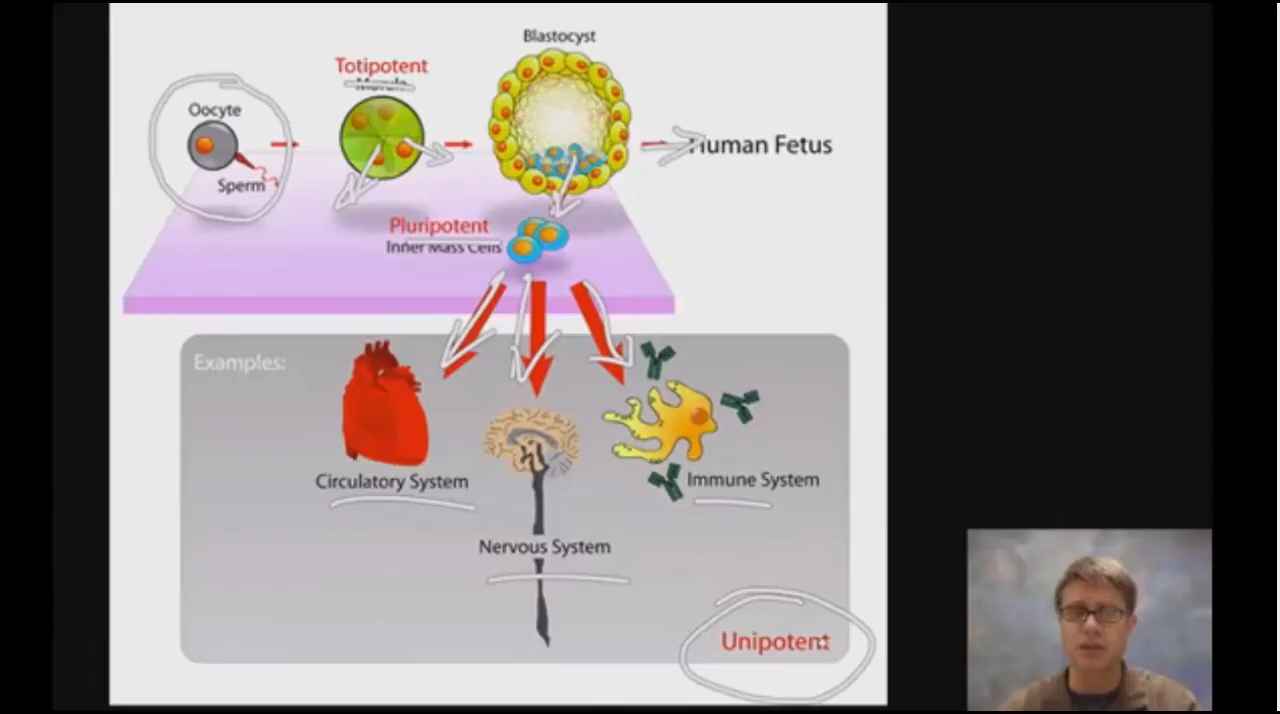 Blastocyst
Totipotent
Oocyte
Human Fetus
Sperm
Pluripotent
Inner Mass Cells
Examples:
Circulatory System
Immune System
Nervous System
Unipotent